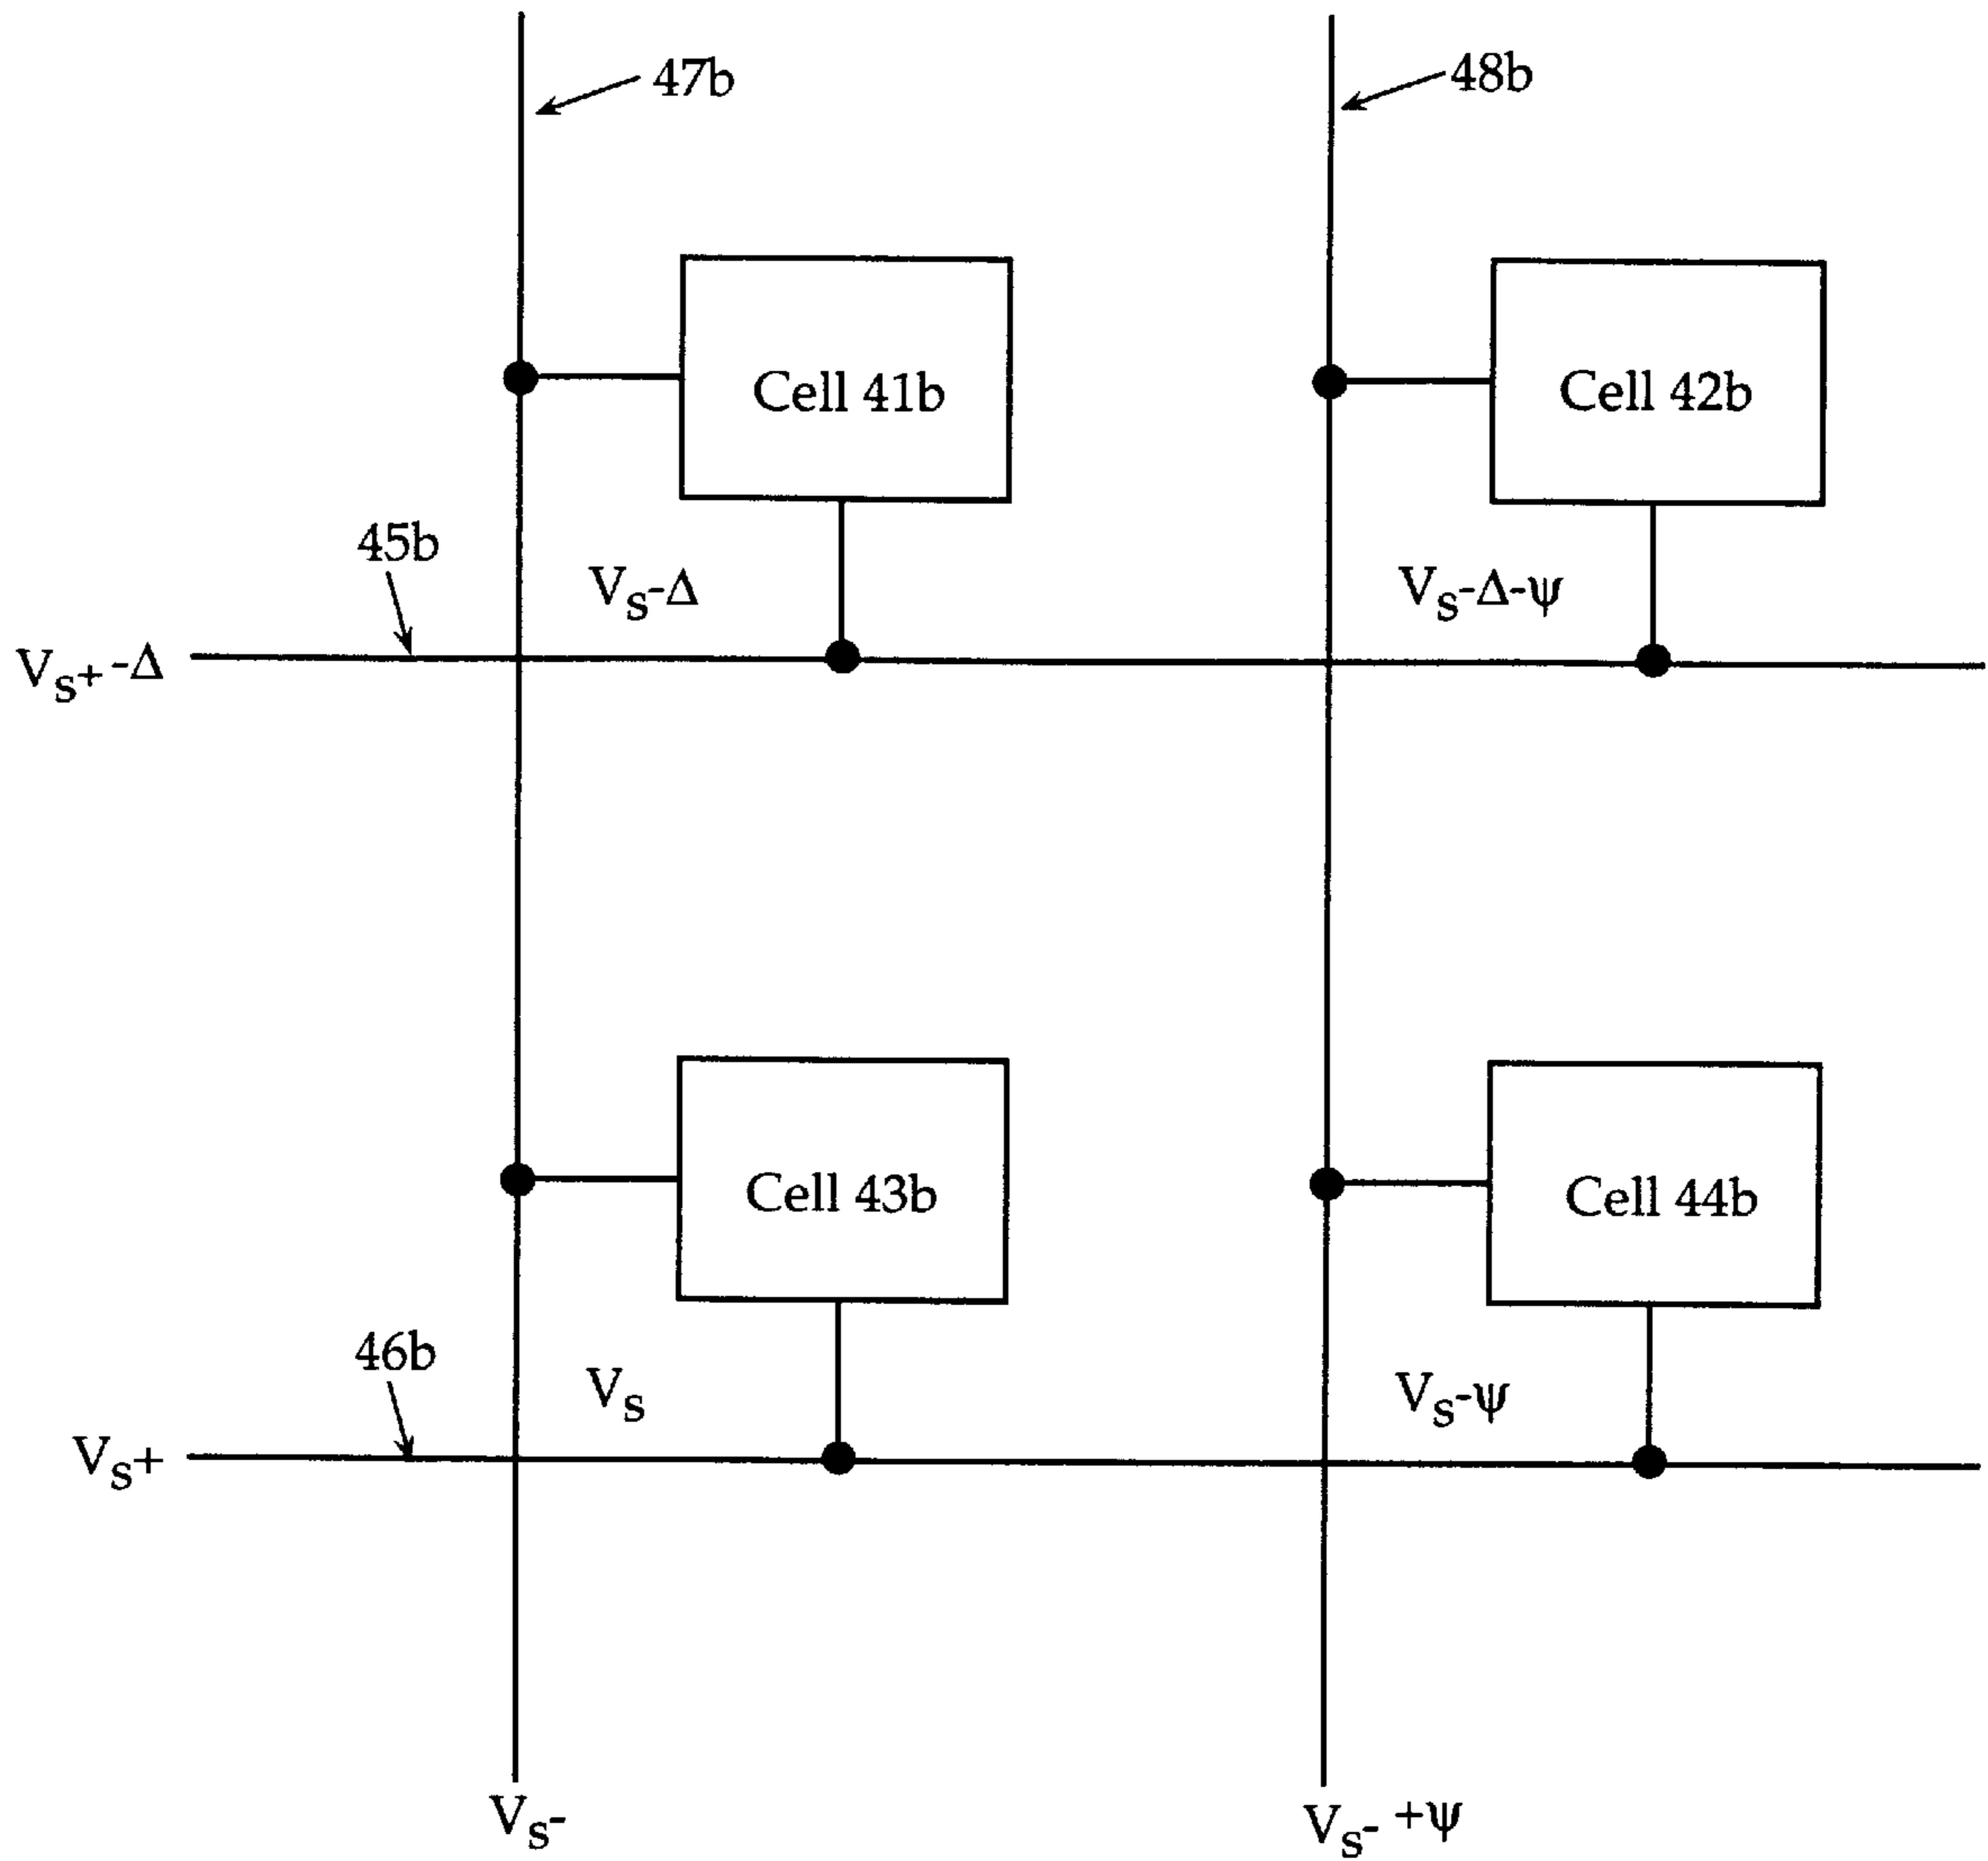 47b
48b
Cell 41b
Cell 42b
45b
Vs-Δ
Vs-Δ-ψ
Vs+ -Δ
Cell 43b
Cell 44b
46b
Vs
Vs-ψ
Vs+
Vs-
Vs- +ψ